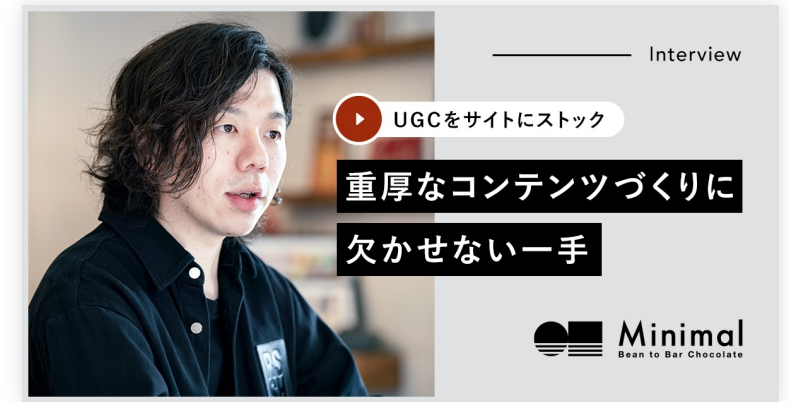 Interview
UGCをサイトにストック
重厚なコンテンツづくりに
欠かせない一手
Minimal
Bean to Bar Chocolate